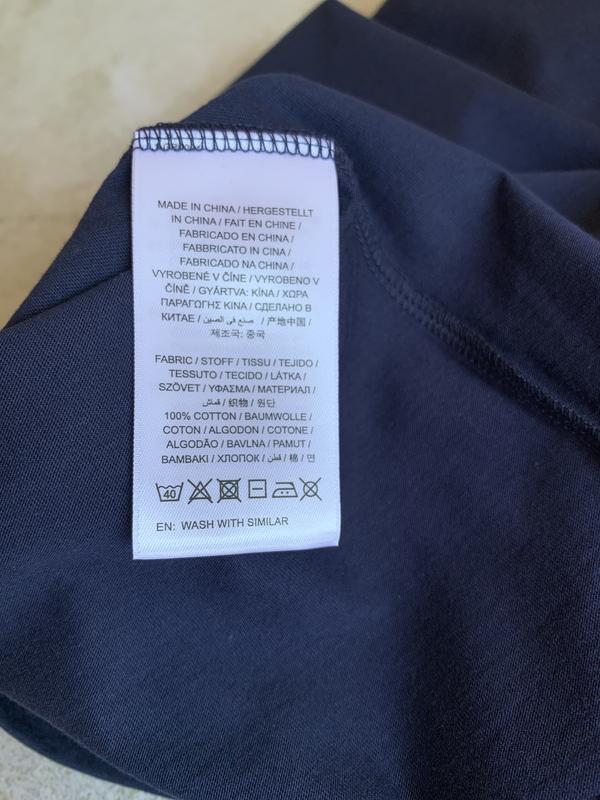 MADE IN CHINA / HERGESTELLT
IN CHINA / FAIT EN CHINE /
FABRICADO EN CHINA /
FABBRICATO IN CINA /
FABRICADO NA CHINA /
VYROBENÉ V ČÍNE / VYROBENO V
ČÍNĚ / GYÁRTVA: KÍNA / ΧΩΡΑ
ΠΑΡΑΓΩΓΗΣ ΚΙΝΑ / СДЕЛАНО В
КИТАЕ / صنع في الصين / 产地中国 /
제조국: 중국
FABRIC / STOFF / TISSU / TEJIDO /
TESSUTO / TECIDO / LÁTKA /
SZÖVET / ΥΦΑΣΜΑ / МАТЕРИАЛ /
قماش / 织物 / 원단
100% COTTON / BAUMWOLLE /
COTON / ALGODON / COTONE /
ALGODÃO / BAVLNA / PAMUT /
ΒΑΜΒΑΚΙ / ХЛОПОК / قطن / 棉 / 면
40
EN: WASH WITH SIMILAR